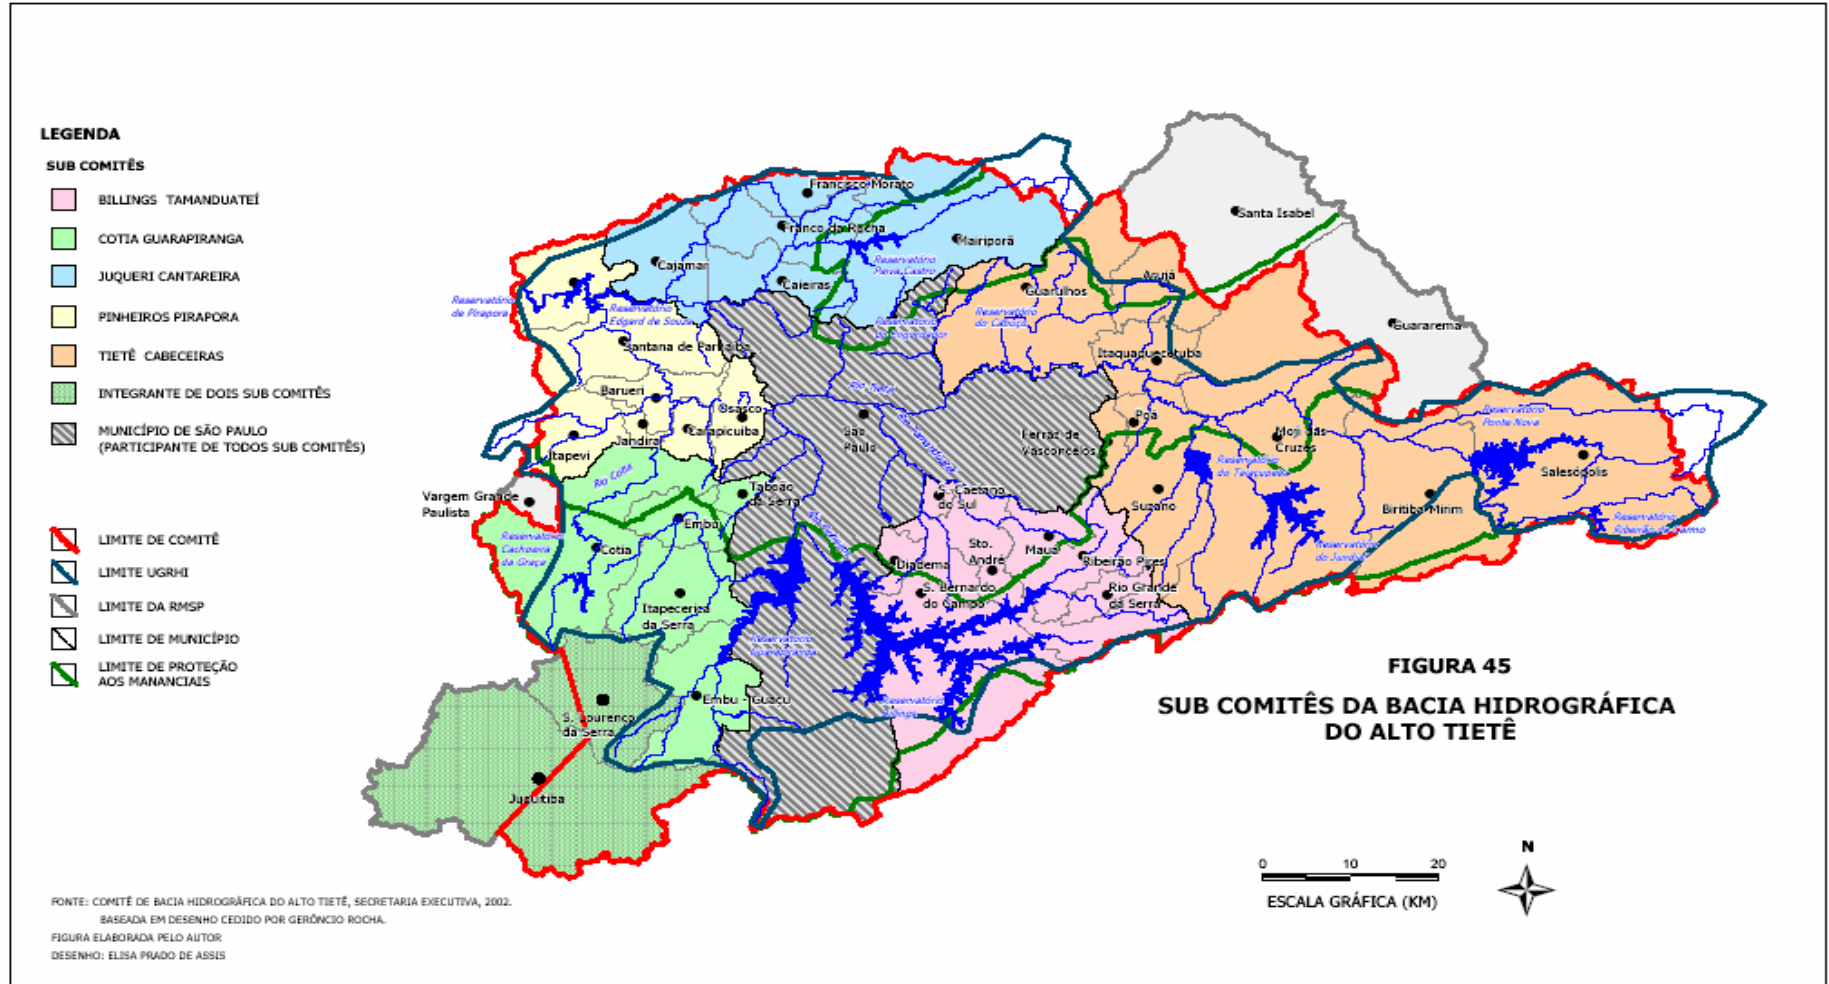 LEGENDA
SUB COMITÊS
BILLINGS TAMANDUATEÍ
COTIA GUARAPIRANGA
JUQUERI CANTAREIRA
PINHEIROS PIRAPORA
TIETÊ CABECEIRAS
INTEGRANTE DE DOIS SUB COMITÊS
MUNICÍPIO DE SÃO PAULO
(PARTICIPANTE DE TODOS SUB COMITÊS)
LIMITE DE COMITÊ
LIMITE UGRHI
LIMITE DA RMSP
LIMITE DE MUNICÍPIO
LIMITE DE PROTEÇÃO
AOS MANANCIAIS
Francisco Morato
Franco da Rocha
Mairiporã
Cajamar
Caieiras
Reservatório
Paiva Castro
Santa Isabel
Guararema
Arujá
Guarulhos
Reservatório
de Pirapora
Reservatório
Edgard de Souza
Reservatório
Reservatório
do Cabuçu
Santana de Parnaíba
Itaquaquecetuba
Barueri
Osasco
Rio Tietê
Jandira
Carapicuíba
Itapevi
São
Paulo
Rio Tamanduateí
Ferraz de
Vasconcelos
Poá
Moji das
Cruzes
Reservatório
Ponte Nova
Salesópolis
Reservatório
Biritiba Mirim
Reservatório
Suzano
Reservatório
do Jundiaí
Vargem Grande
Paulista
Rio Cotia
Taboão
da Serra
Embu
Reservatório
Cachoeira
da Graça
Cotia
S. Caetano
do Sul
Sto.
André
Mauá
Ribeirão Pires
Diadema
S. Bernardo
do Campo
Rio Grande
da Serra
Itapecerica
da Serra
Reservatório
Guarapiranga
Embu - Guaçu
Reservatório
Billings
S. Lourenço
da Serra
Juquitiba
FIGURA 45
SUB COMITÊS DA BACIA HIDROGRÁFICA
DO ALTO TIETÊ
0 10 20
ESCALA GRÁFICA (KM)
N
FONTE: COMITÊ DE BACIA HIDROGRÁFICA DO ALTO TIETÊ, SECRETARIA EXECUTIVA, 2002.
BASEADA EM DESENHO CEDIDO POR GERÔNCIO ROCHA.
FIGURA ELABORADA PELO AUTOR
DESENHO: ELISA PRADO DE ASSIS